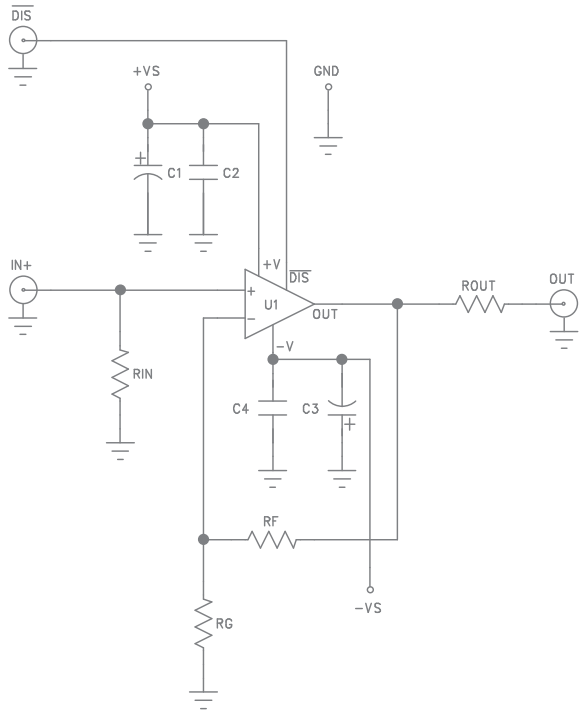 DIS
+VS
GND
+
C1
C2
IN+
+V
DIS
+
U1
−
OUT
ROUT
OUT
−V
RIN
C4
C3
+
RF
−VS
RG